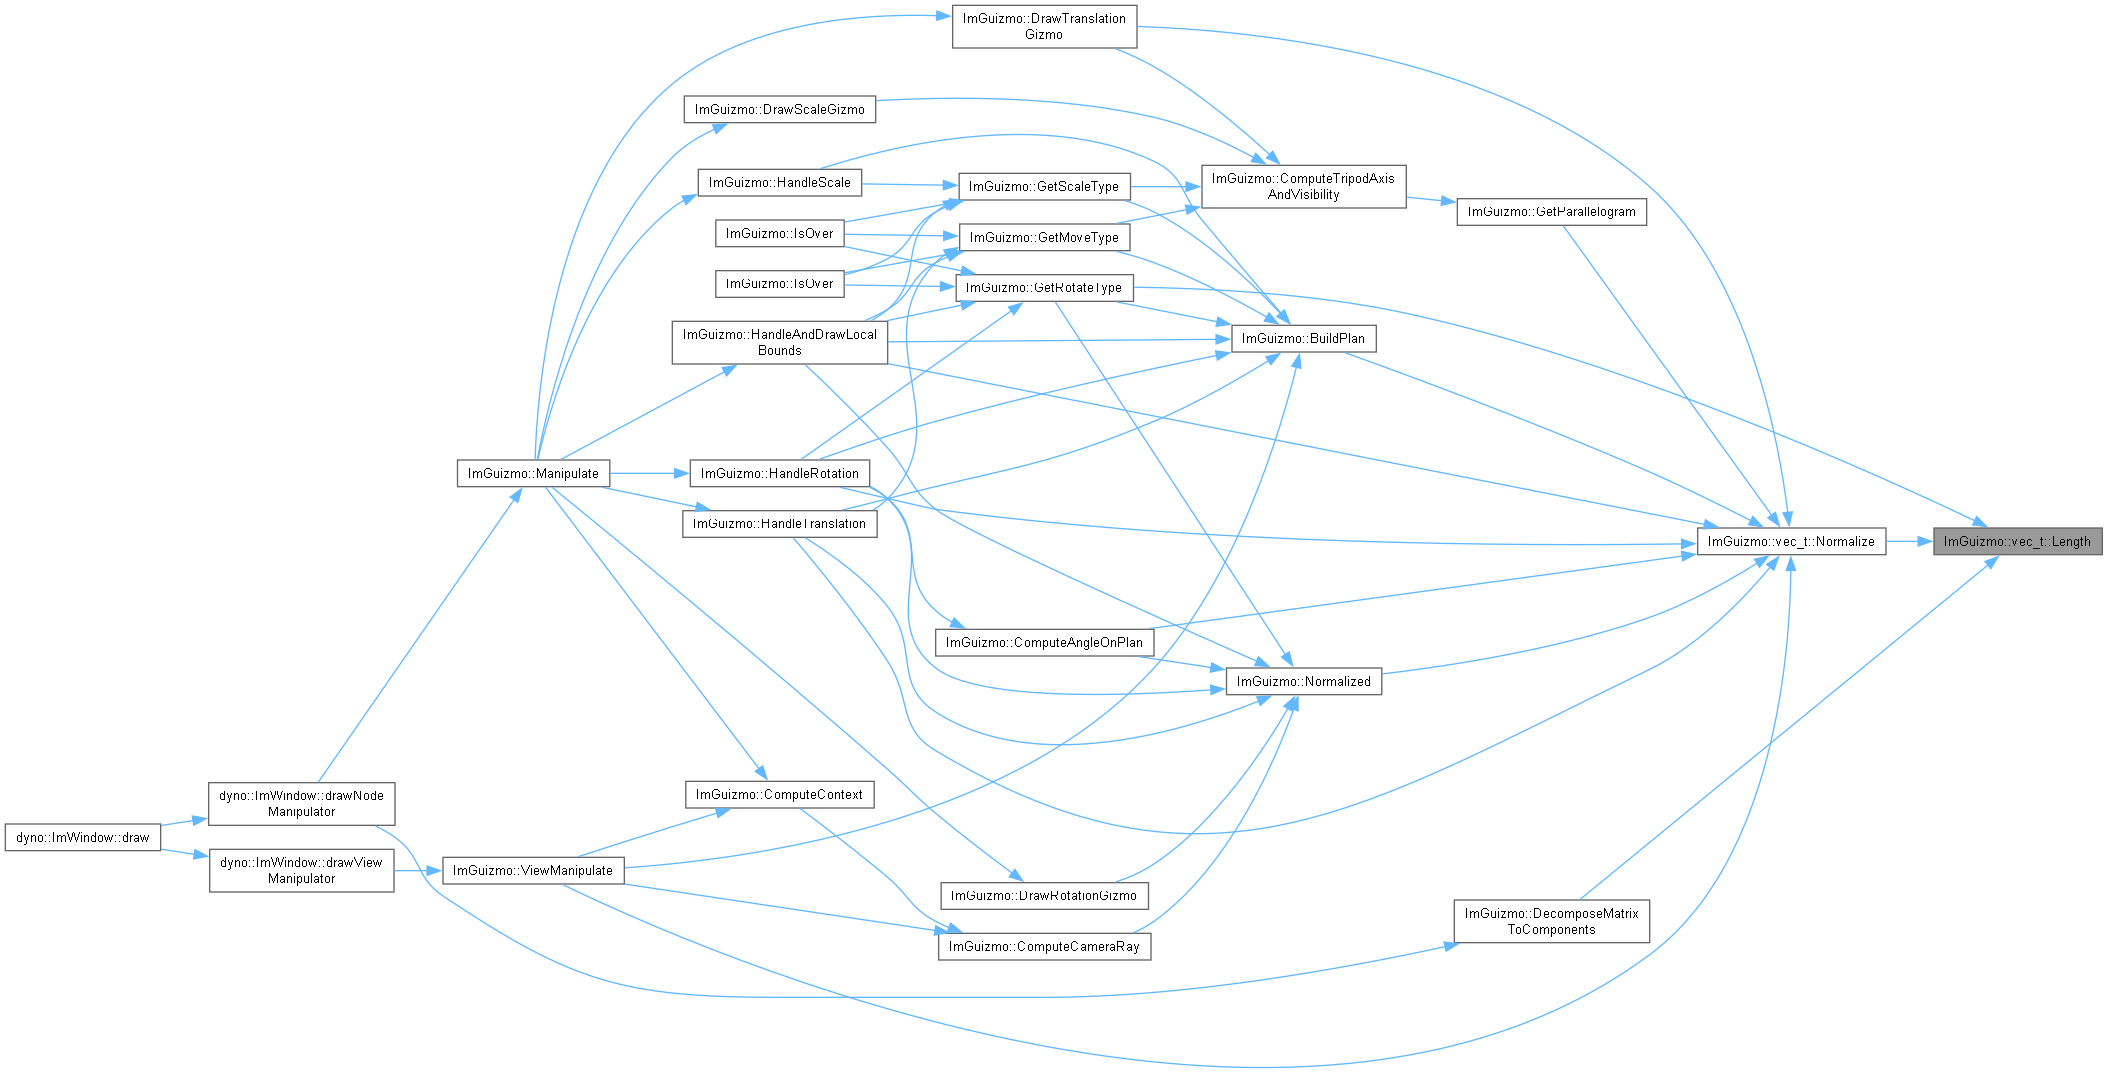 ImGuizmo::DrawTranslation
Gizmo
ImGuizmo::DrawScaleGizmo
ImGuizmo::HandleScale
ImGuizmo::GetScaleType
ImGuizmo::ComputeTripodAxis
AndVisibility
ImGuizmo::GetParallelogram
ImGuizmo::IsOver
ImGuizmo::GetMoveType
ImGuizmo::IsOver
ImGuizmo::GetRotateType
ImGuizmo::HandleAndDrawLocal
Bounds
ImGuizmo::BuildPlan
ImGuizmo::Manipulate
ImGuizmo::HandleRotation
ImGuizmo::HandleTranslation
ImGuizmo::vec_t::Normalize
ImGuizmo::vec_t::Length
ImGuizmo::ComputeAngleOnPlan
ImGuizmo::Normalized
dyno::ImWindow::drawNode
Manipulator
ImGuizmo::ComputeContext
dyno::ImWindow::draw
dyno::ImWindow::drawView
Manipulator
ImGuizmo::ViewManipulate
ImGuizmo::DrawRotationGizmo
ImGuizmo::ComputeCameraRay
ImGuizmo::DecomposeMatrix
ToComponents